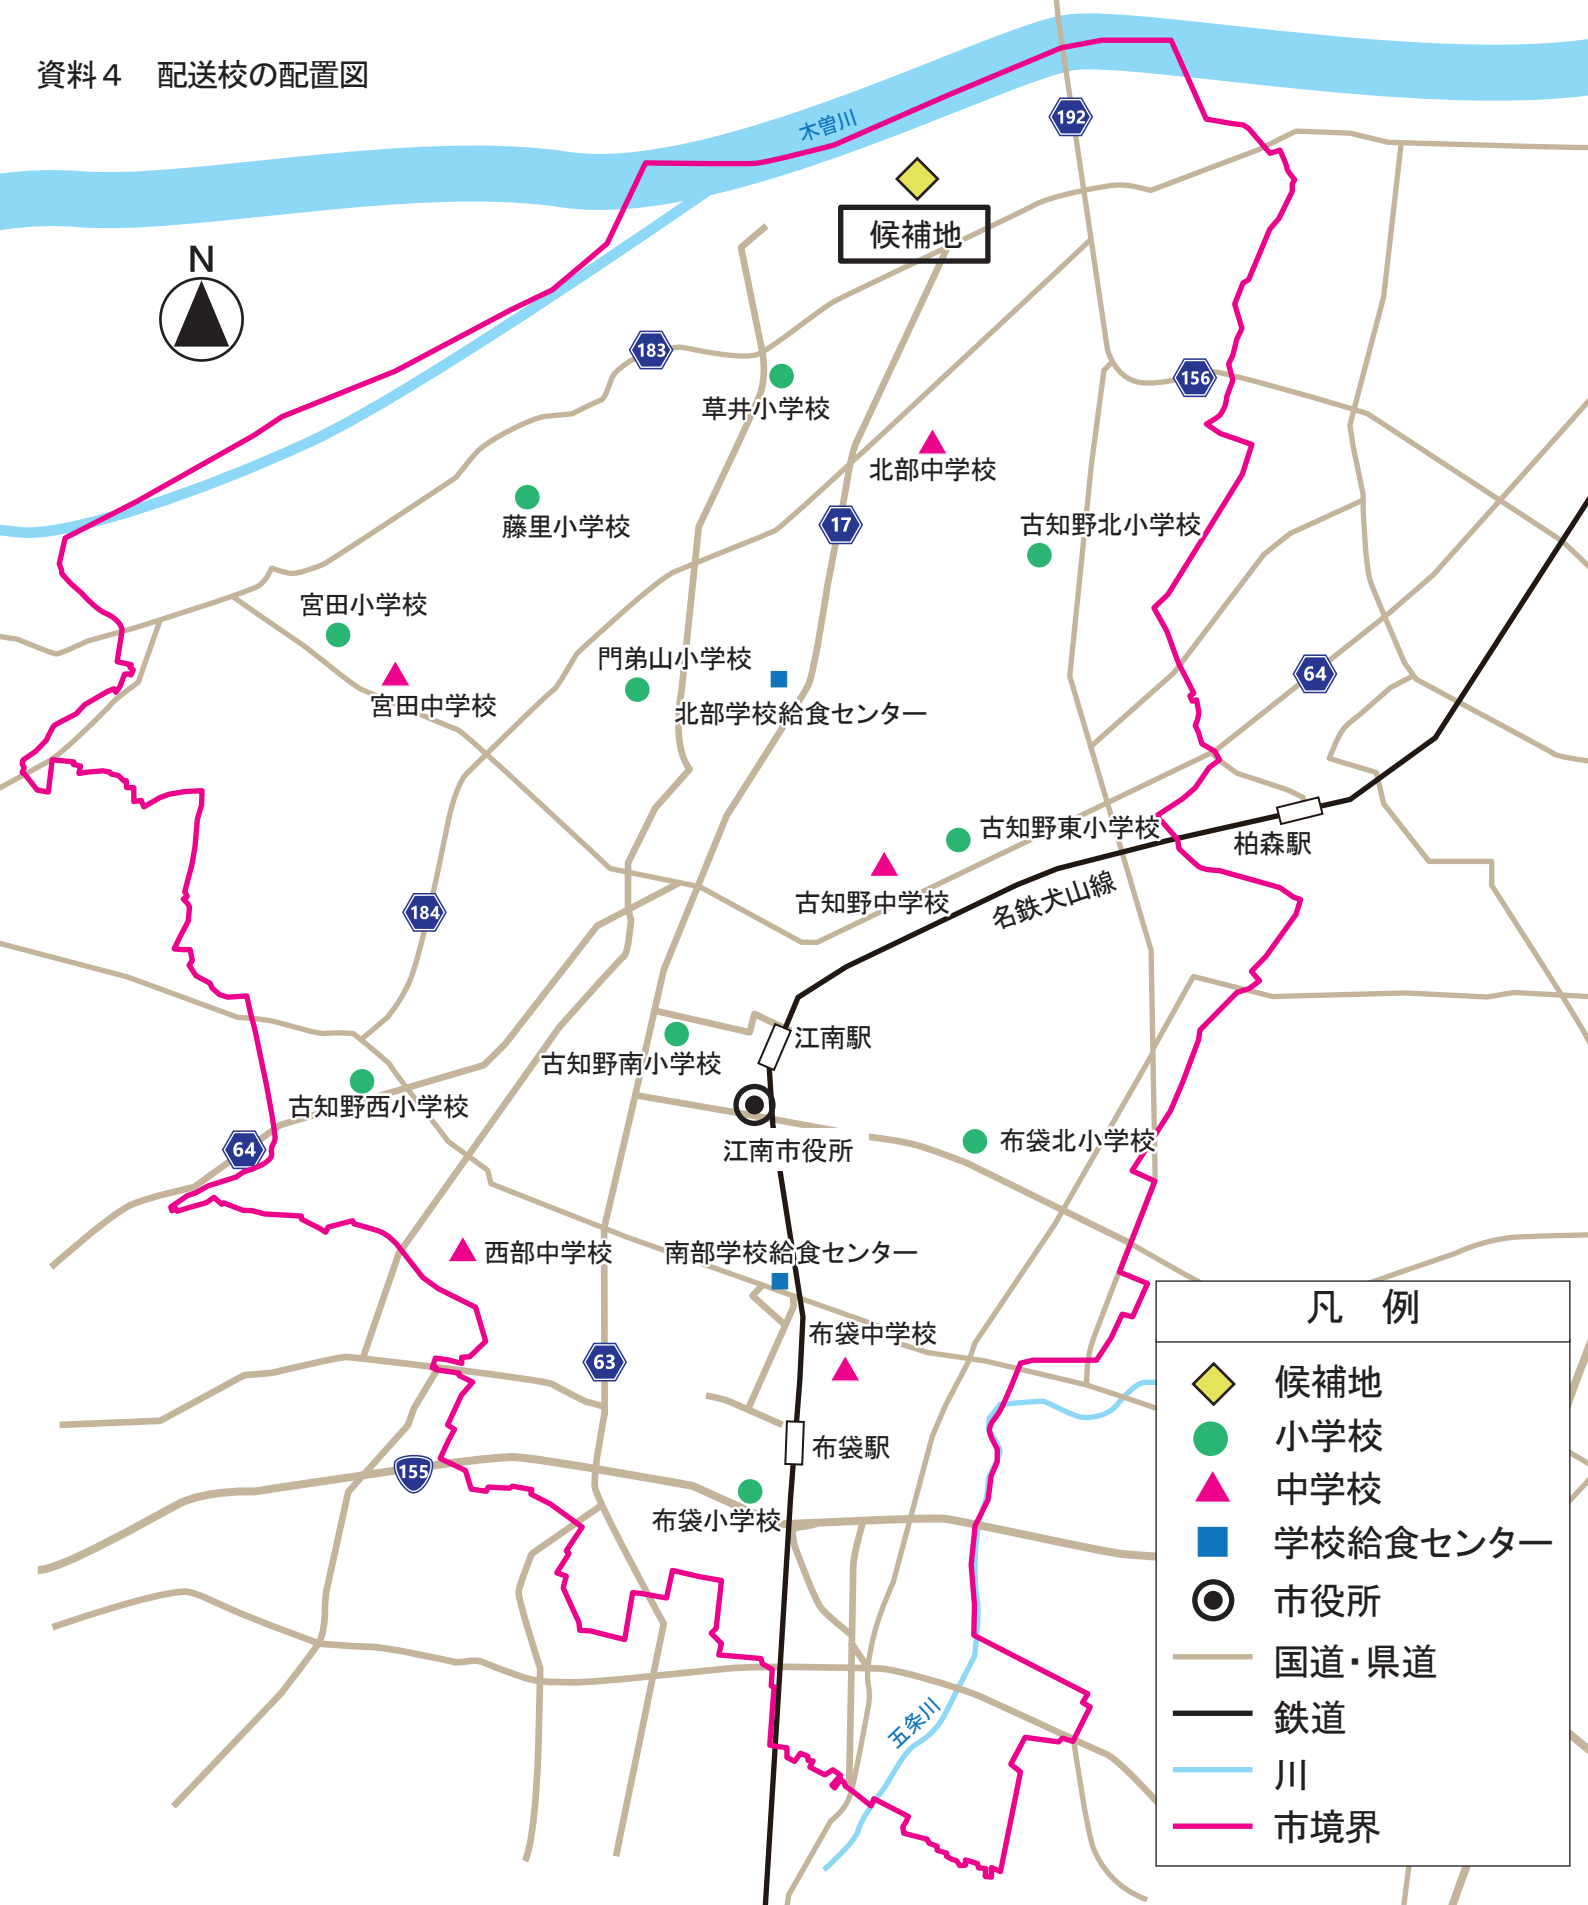 資料４　配送校の配置図
木曽川
192
候補地
N
183
156
草井小学校
北部中学校
藤里小学校
17
古知野北小学校
宮田小学校
門弟山小学校
64
宮田中学校
北部学校給食センター
古知野東小学校
柏森駅
古知野中学校
名鉄犬山線
184
江南駅
古知野南小学校
古知野西小学校
64
江南市役所
布袋北小学校
西部中学校
南部学校給食センター
布袋中学校
63
布袋駅
155
布袋小学校
五条川
凡　例
候補地
小学校
中学校
学校給食センター
市役所
国道・県道
鉄道
川
市境界